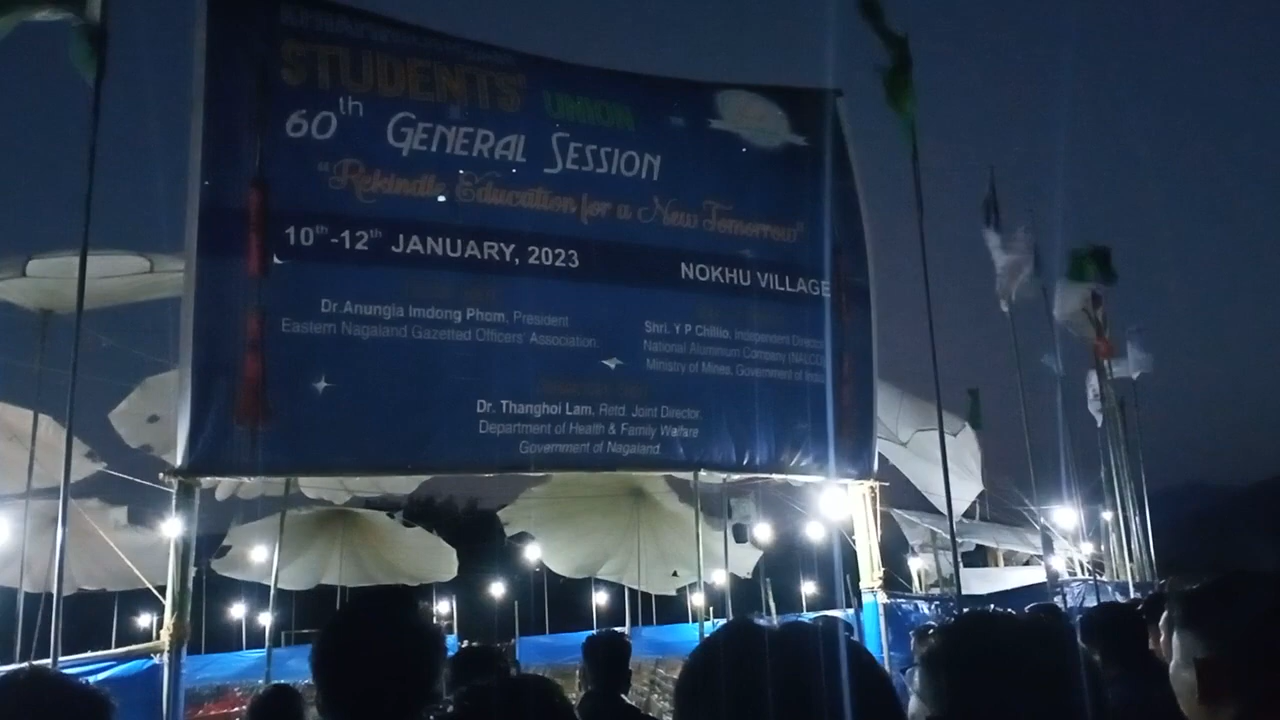 STUDENTS' UNION
60th GENERAL SESSION
"Rekindle Education for a New Tomorrow"
10th-12th JANUARY, 2023
NOKHU VILLAGE
Dr.Anungla Imdong Phom, President
Eastern Nagaland Gazetted Officers' Association.
Shri. Y P Chillio, Independent Director
National Aluminium Company (NALCO)
Ministry of Mines, Government of India
Dr. Thanghoi Lam, Retd. Joint Director,
Department of Health & Family Welfare
Government of Nagaland